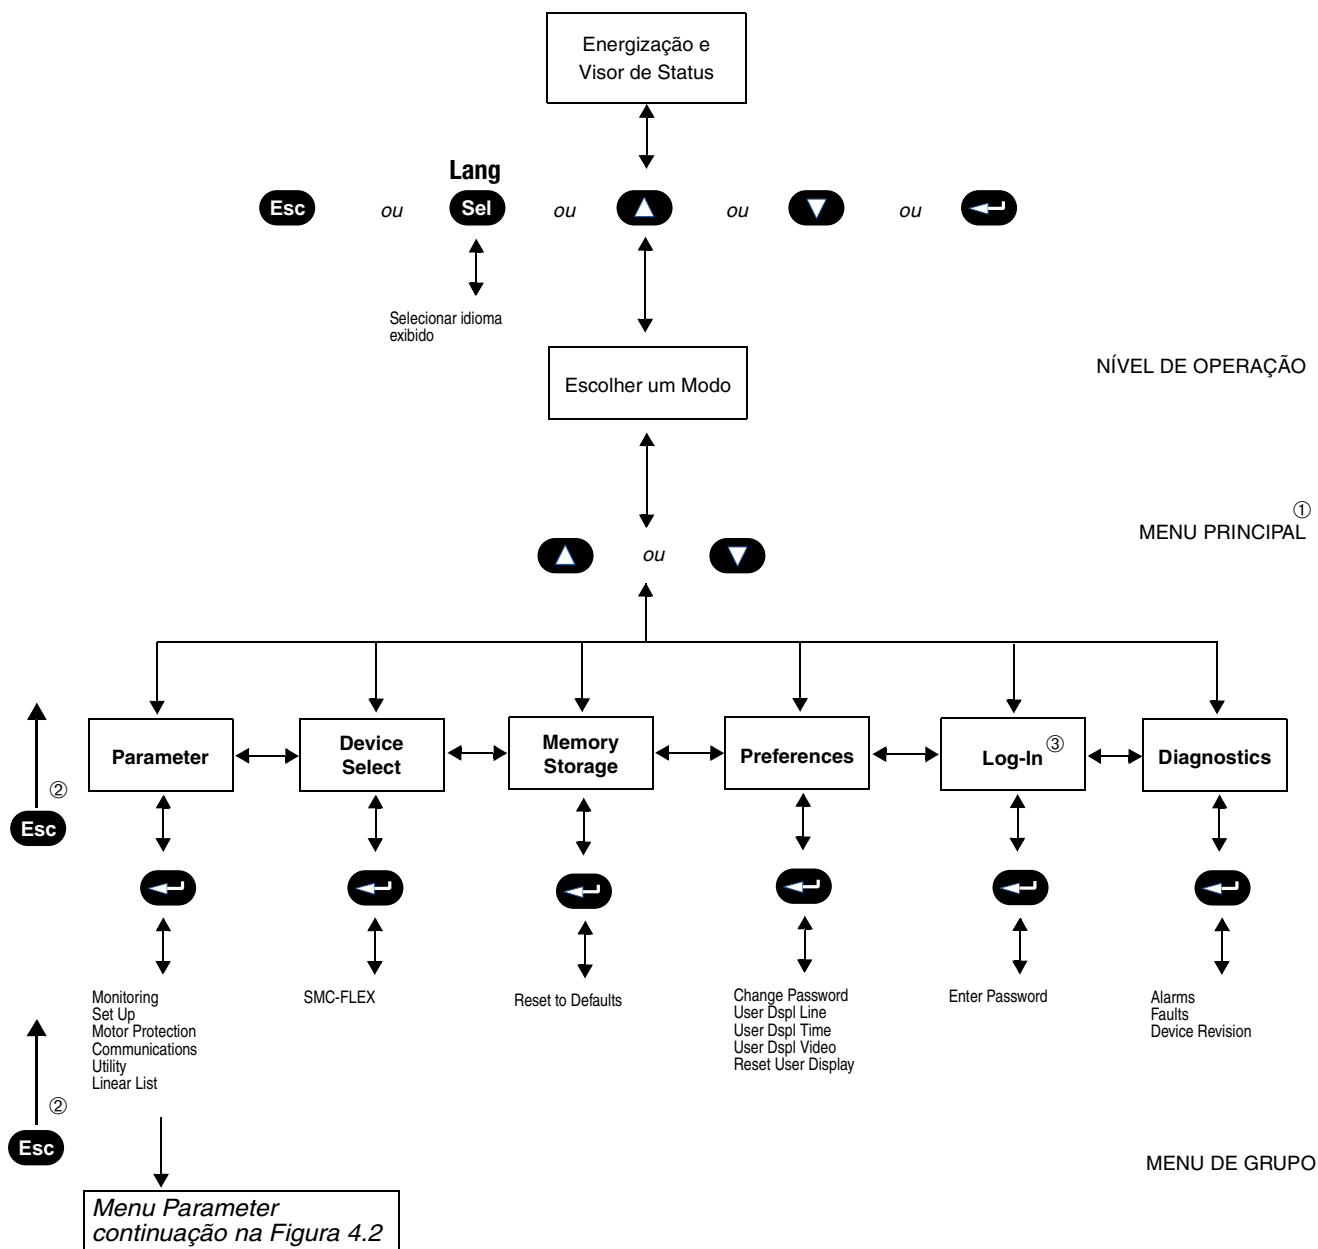 Energização e
Visor de Status
Lang
Esc ou Sel ou ou ou
Selecionar idioma
exibido
Escolher um Modo
NÍVEL DE OPERAÇÃO
①
MENU PRINCIPAL
ou
Parameter
Device
Select
Memory
Storage
Preferences
Log-In ③
Diagnostics
②
Esc
Monitoring
Set Up
Motor Protection
Communications
Utility
Linear List
SMC-FLEX
Reset to Defaults
Change Password
User Dspl Line
User Dspl Time
User Dspl Video
Reset User Display
Enter Password
Alarms
Faults
Device Revision
②
Esc
MENU DE GRUPO
Menu Parameter
continuação na Figura 4.2